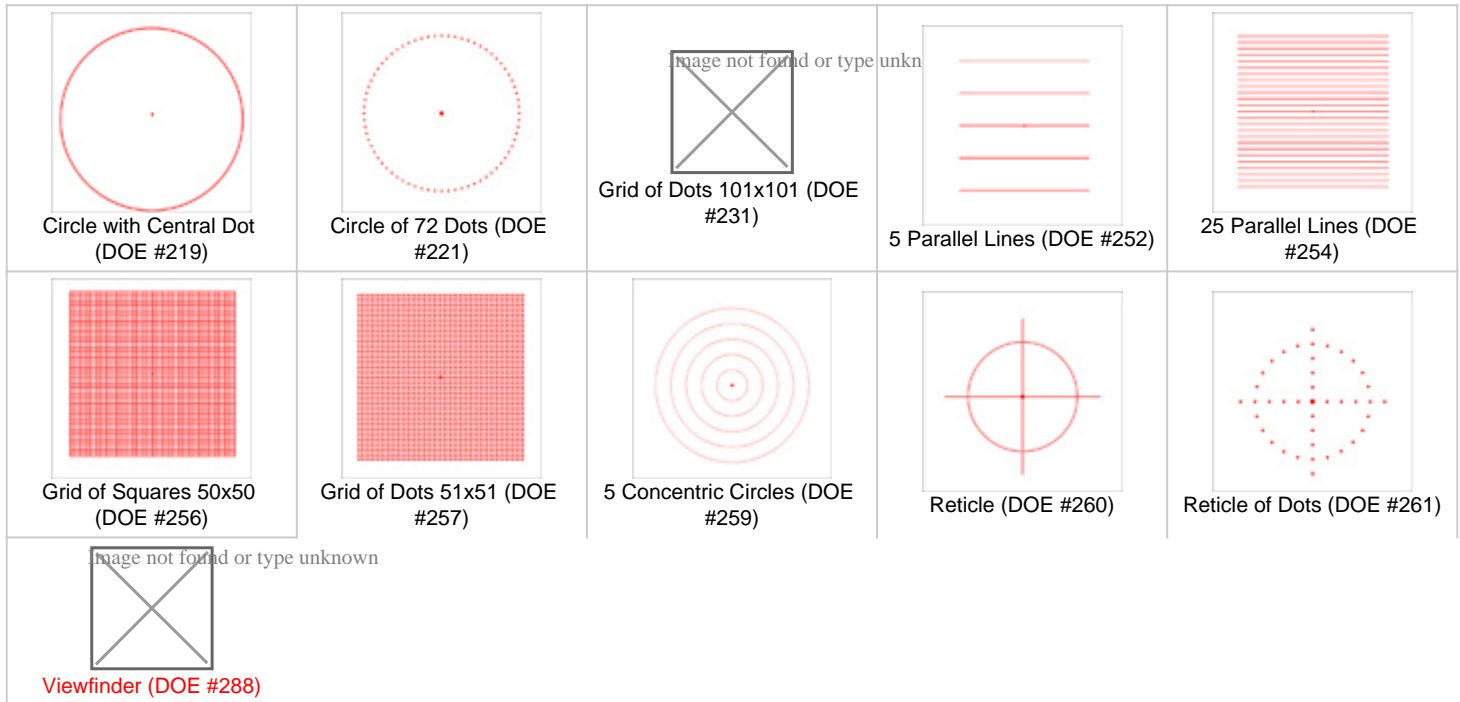 Circle with Central Dot
(DOE #219)
Circle of 72 Dots (DOE
#221)
Image not found or type unkn
Grid of Dots 101x101 (DOE
#231)
5 Parallel Lines (DOE #252)
25 Parallel Lines (DOE
#254)
Grid of Squares 50x50
(DOE #256)
Grid of Dots 51x51 (DOE
#257)
5 Concentric Circles (DOE
#259)
Reticle (DOE #260)
Reticle of Dots (DOE #261)
Image not found or type unknown
Viewfinder (DOE #288)